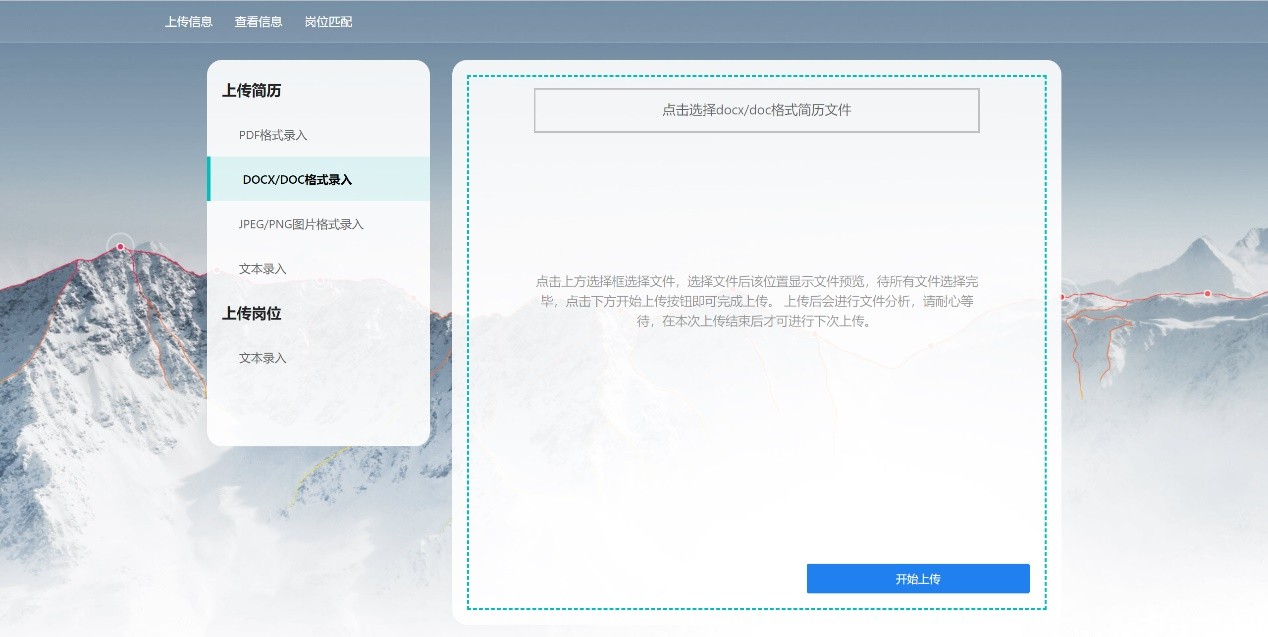 上传信息 查看信息 岗位匹配
上传简历
PDF格式录入
DOCX/DOC格式录入
JPEG/PNG图片格式录入
文本录入
上传岗位
文本录入
点击选择docx/doc格式简历文件
点击上方选择框选择文件，选择文件后该位置显示文件预览，待所有文件选择完
毕，点击下方开始上传按钮即可完成上传。 上传后会进行文件分析，请耐心等
待，在本次上传结束后才可进行下次上传。
开始上传